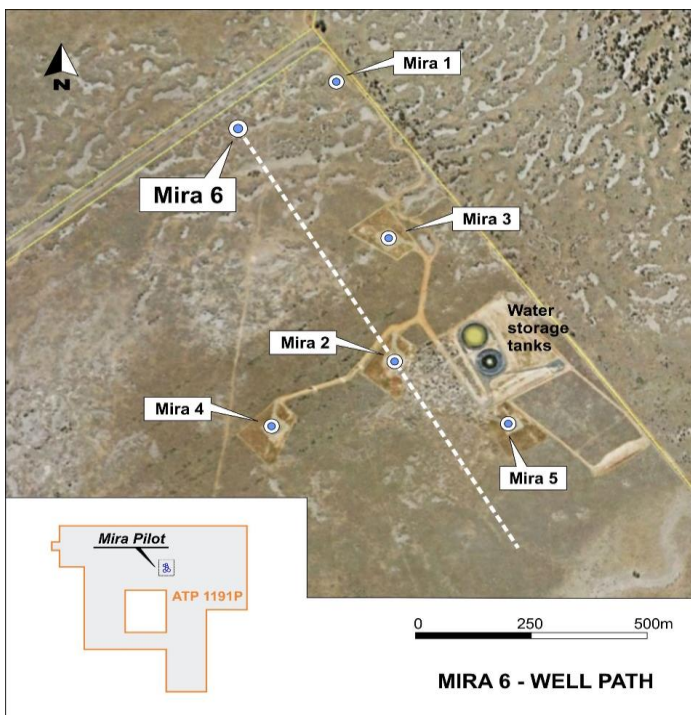 Mira 1
N
Mira 6
Mira 3
Water
storage
tanks
Mira 2
Mira 4
Mira 5
Mira Pilot
ATP 1191P
0 250 500m
MIRA 6 - WELL PATH